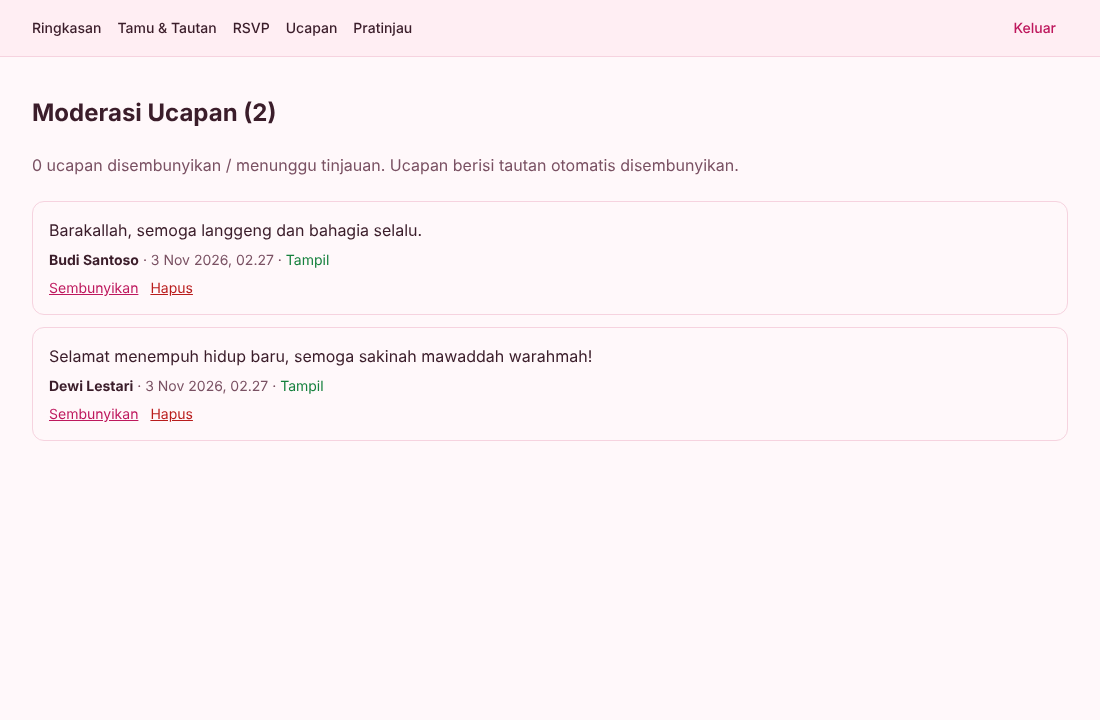 Ringkasan Tamu & Tautan RSVP Ucapan Pratinjau Keluar
Moderasi Ucapan (2)
0 ucapan disembunyikan / menunggu tinjauan. Ucapan berisi tautan otomatis disembunyikan.
Barakallah, semoga langgeng dan bahagia selalu.
Budi Santoso · 3 Nov 2026, 02.27 · Tampil
Sembunyikan Hapus
Selamat menempuh hidup baru, semoga sakinah mawaddah warahmah!
Dewi Lestari · 3 Nov 2026, 02.27 · Tampil
Sembunyikan Hapus